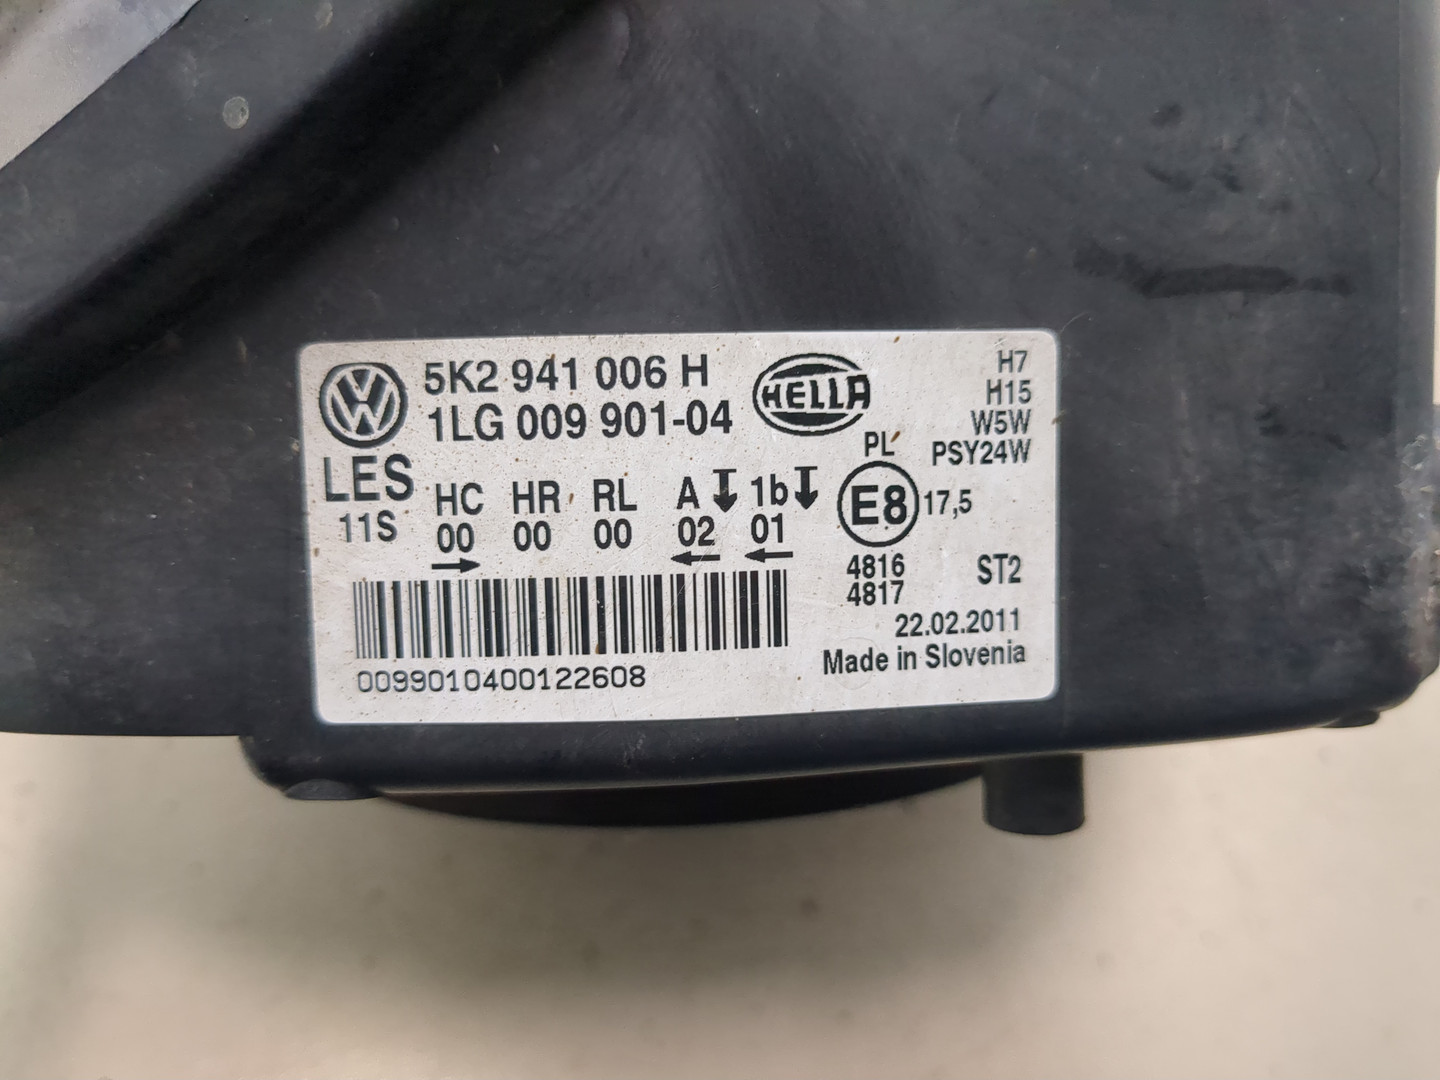 5K2 941 006 H
1LG 009 901-04
HELLA
H7
H15
W5W
PSY24W
LES
11S
HC HR RL A 1b
00 00 00 02 01
PL
E8 17,5
4816
4817
ST2
22.02.2011
Made in Slovenia
0099010400122608